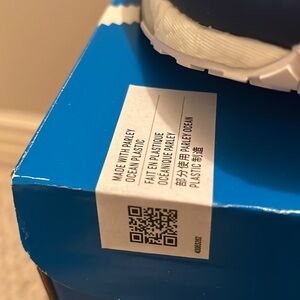 MADE WITH PARLEY
OCEAN PLASTIC
FAIT EN PLASTIQUE
OCÉANIQUE PARLEY
部分使用 PARLEY OCEAN
PLASTIC 制造